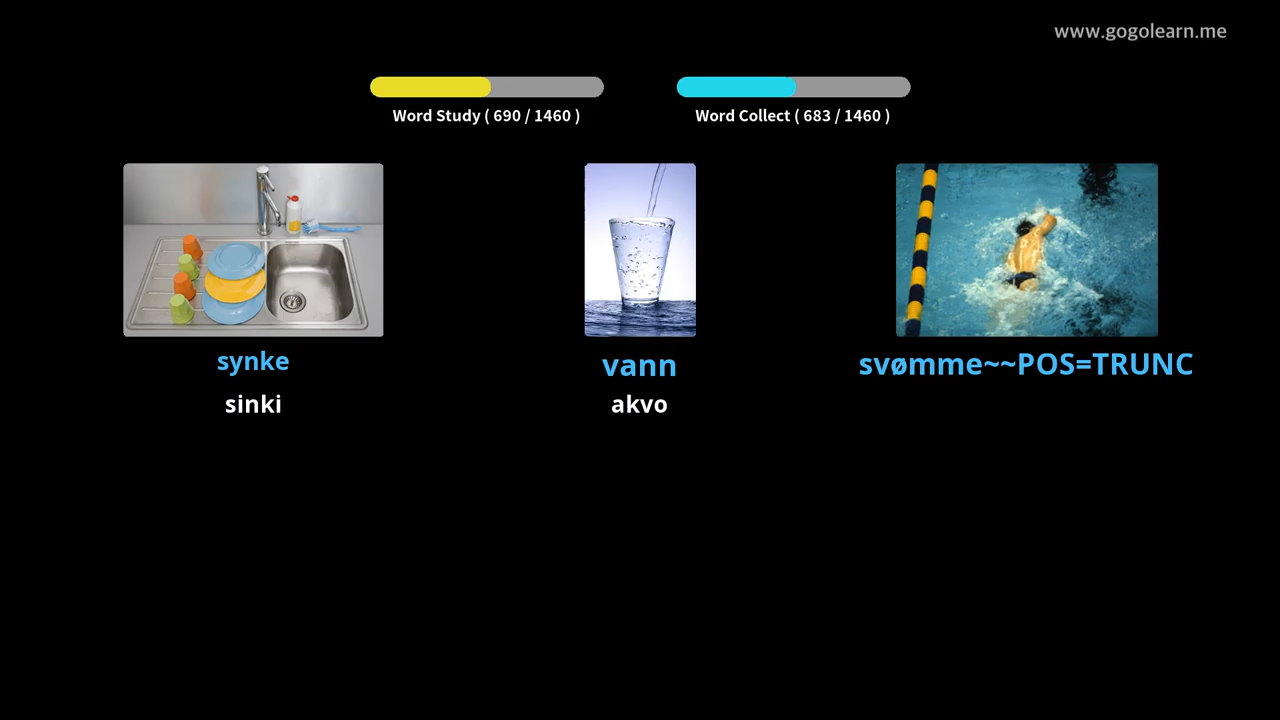 www.gogolearn.me
Word Study ( 690 / 1460 )
Word Collect ( 683 / 1460 )
synke
vann
svømme~~POS=TRUNC
sinki
akvo